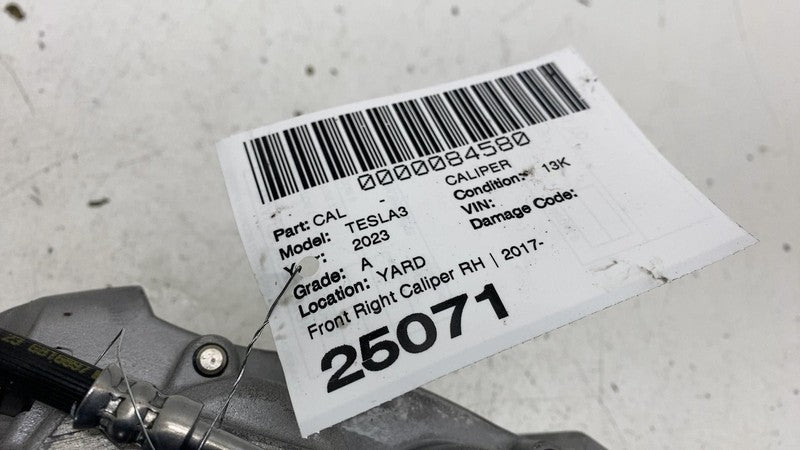 0000084580
Part: CAL - CALIPER
Model: TESLA3 Condition: 13K
Year: 2023 VIN:
Grade: A Damage Code:
Location: YARD
Front Right Caliper RH | 2017-
25071